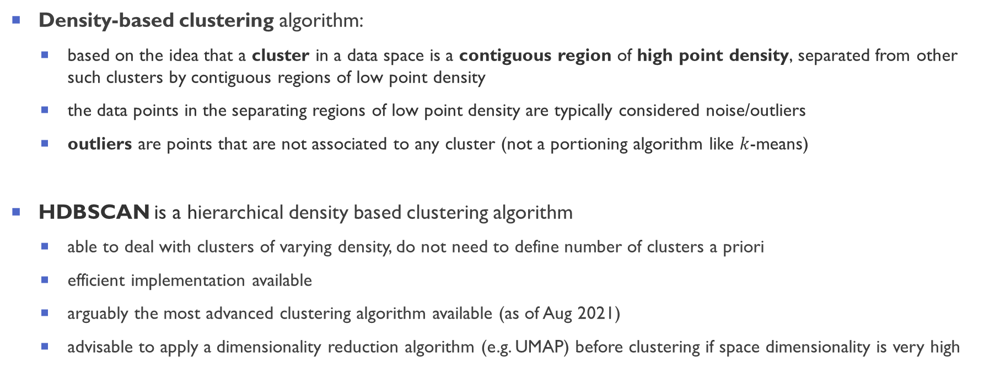 Density-based clustering algorithm:
based on the idea that a cluster in a data space is a contiguous region of high point density, separated from other
such clusters by contiguous regions of low point density
the data points in the separating regions of low point density are typically considered noise/outliers
outliers are points that are not associated to any cluster (not a portioning algorithm like k-means)
HDBSCAN is a hierarchical density based clustering algorithm
able to deal with clusters of varying density, do not need to define number of clusters a priori
efficient implementation available
arguably the most advanced clustering algorithm available (as of Aug 2021)
advisable to apply a dimensionality reduction algorithm (e.g. UMAP) before clustering if space dimensionality is very high